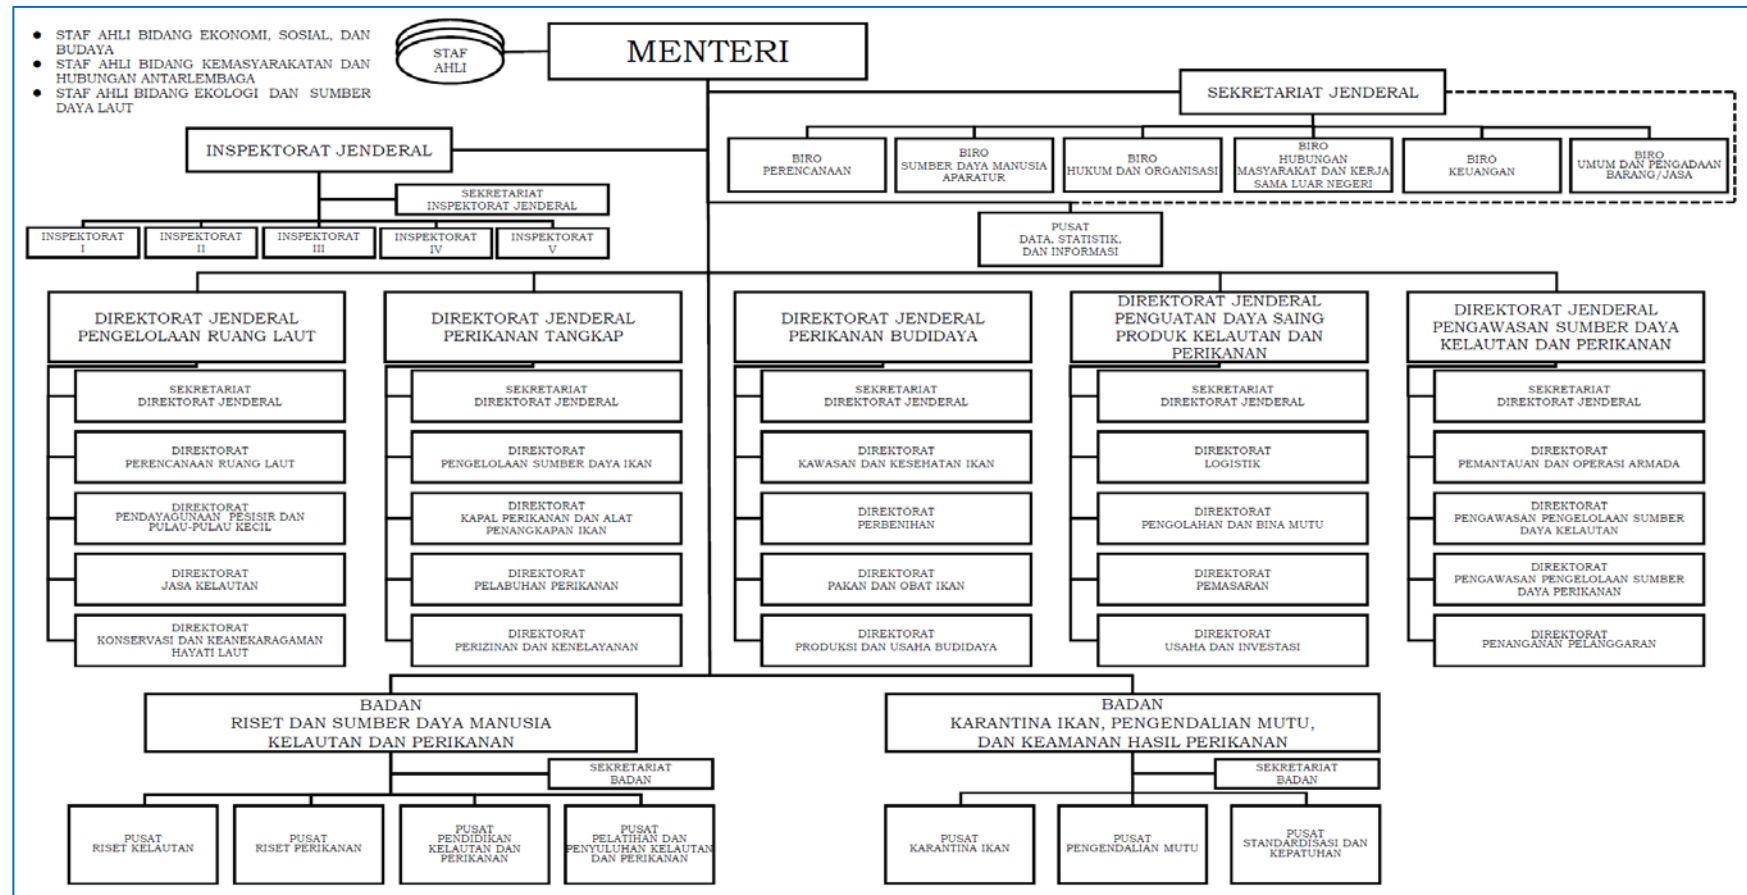 ● STAF AHLI BIDANG EKONOMI, SOSIAL, DAN
BUDAYA
● STAF AHLI BIDANG KEMASYARAKATAN DAN
HUBUNGAN ANTARLEMBAGA
● STAF AHLI BIDANG EKOLOGI DAN SUMBER
DAYA LAUT
STAF
AHLI
MENTERI
SEKRETARIAT JENDERAL
BIRO
PERENCANAAN
BIRO
SUMBER DAYA MANUSIA
APARATUR
BIRO
HUKUM DAN ORGANISASI
BIRO
HUBUNGAN
MASYARAKAT DAN KERJA
SAMA LUAR NEGERI
BIRO
KEUANGAN
BIRO
UMUM DAN PENGADAAN
BARANG/JASA
INSPEKTORAT JENDERAL
SEKRETARIAT
INSPEKTORAT JENDERAL
INSPEKTORAT
I
INSPEKTORAT
II
INSPEKTORAT
III
INSPEKTORAT
IV
INSPEKTORAT
V
PUSAT
DATA, STATISTIK,
DAN INFORMASI
DIREKTORAT JENDERAL
PENGELOLAAN RUANG LAUT
SEKRETARIAT
DIREKTORAT JENDERAL
DIREKTORAT
PERENCANAAN RUANG LAUT
DIREKTORAT
PENDAYAGUNAAN PESISIR DAN
PULAU-PULAU KECIL
DIREKTORAT
JASA KELAUTAN
DIREKTORAT
KONSERVASI DAN KEANEKARAGAMAN
HAYATI LAUT
DIREKTORAT JENDERAL
PERIKANAN TANGKAP
SEKRETARIAT
DIREKTORAT JENDERAL
DIREKTORAT
PENGELOLAAN SUMBER DAYA IKAN
DIREKTORAT
KAPAL PERIKANAN DAN ALAT
PENANGKAPAN IKAN
DIREKTORAT
PELABUHAN PERIKANAN
DIREKTORAT
PERIZINAN DAN KENELAYANAN
DIREKTORAT JENDERAL
PERIKANAN BUDIDAYA
SEKRETARIAT
DIREKTORAT JENDERAL
DIREKTORAT
KAWASAN DAN KESEHATAN IKAN
DIREKTORAT
PERBENIHAN
DIREKTORAT
PAKAN DAN OBAT IKAN
DIREKTORAT
PRODUKSI DAN USAHA BUDIDAYA
DIREKTORAT JENDERAL
PENGUATAN DAYA SAING
PRODUK KELAUTAN DAN
PERIKANAN
SEKRETARIAT
DIREKTORAT JENDERAL
DIREKTORAT
LOGISTIK
DIREKTORAT
PENGOLAHAN DAN BINA MUTU
DIREKTORAT
PEMASARAN
DIREKTORAT
USAHA DAN INVESTASI
DIREKTORAT JENDERAL
PENGAWASAN SUMBER DAYA
KELAUTAN DAN PERIKANAN
SEKRETARIAT
DIREKTORAT JENDERAL
DIREKTORAT
PEMANTAUAN DAN OPERASI ARMADA
DIREKTORAT
PENGAWASAN PENGELOLAAN SUMBER
DAYA KELAUTAN
DIREKTORAT
PENGAWASAN PENGELOLAAN SUMBER
DAYA PERIKANAN
DIREKTORAT
PENANGANAN PELANGGARAN
BADAN
RISET DAN SUMBER DAYA MANUSIA
KELAUTAN DAN PERIKANAN
SEKRETARIAT
BADAN
PUSAT
RISET KELAUTAN
PUSAT
RISET PERIKANAN
PUSAT
PENDIDIKAN
KELAUTAN DAN
PERIKANAN
PUSAT
PELATIHAN DAN
PENYULUHAN KELAUTAN
DAN PERIKANAN
BADAN
KARANTINA IKAN, PENGENDALIAN MUTU,
DAN KEAMANAN HASIL PERIKANAN
SEKRETARIAT
BADAN
PUSAT
KARANTINA IKAN
PUSAT
PENGENDALIAN MUTU
PUSAT
STANDARDISASI DAN
KEPATUHAN